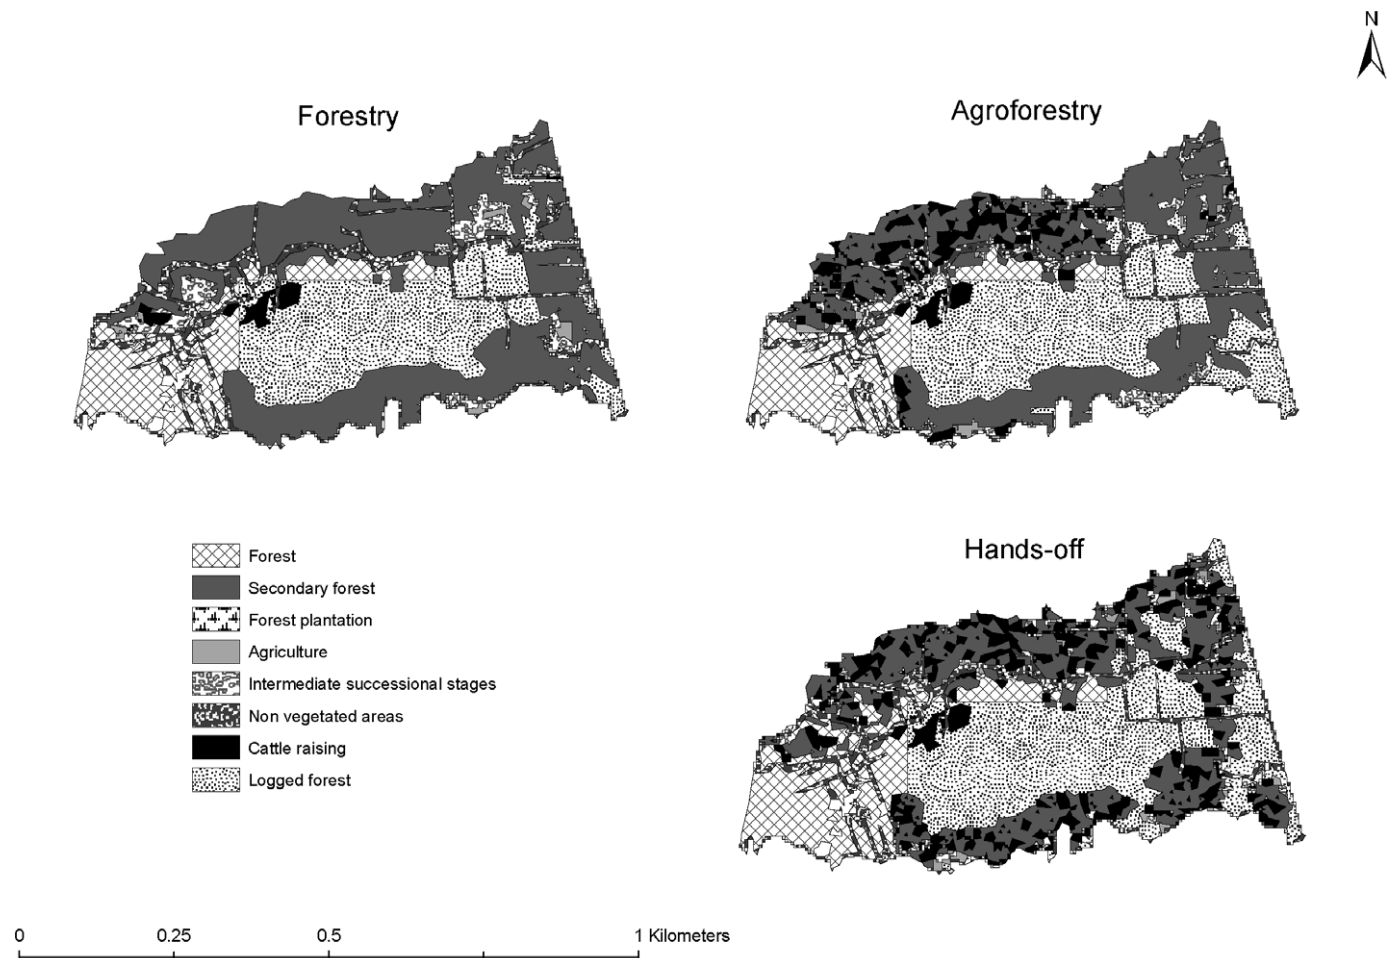 N
Forestry
Agroforestry
Hands-off
Forest
Secondary forest
Forest plantation
Agriculture
Intermediate successional stages
Non vegetated areas
Cattle raising
Logged forest
0 0.25 0.5 1 Kilometers